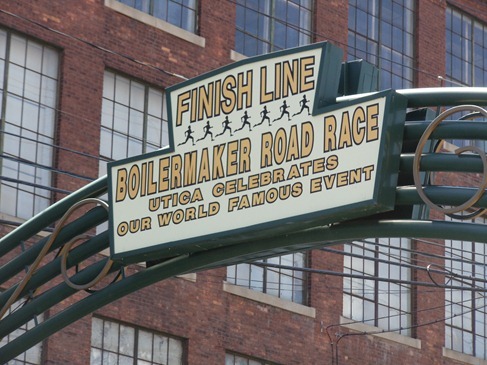 FINISH LINE
BOILERMAKER ROAD RACE
UTICA CELEBRATES
OUR WORLD FAMOUS EVENT